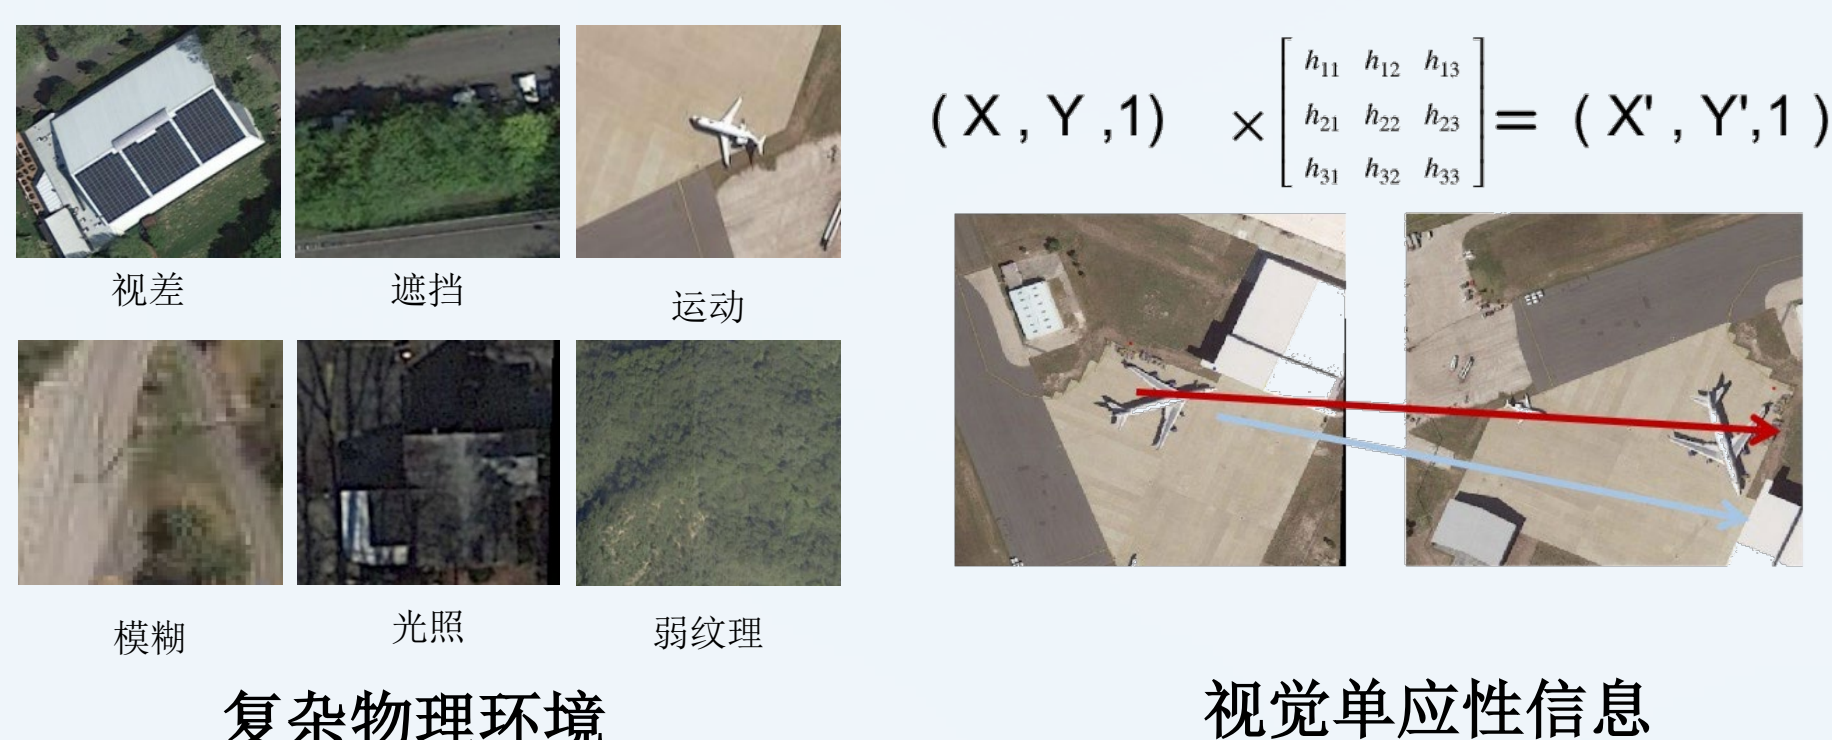 视差 遮挡 运动
模糊 光照 弱纹理
复杂物理环境
( X , Y ,1) × [ h11 h12 h13
h21 h22 h23
h31 h32 h33 ] = ( X' , Y',1 )
视觉单应性信息